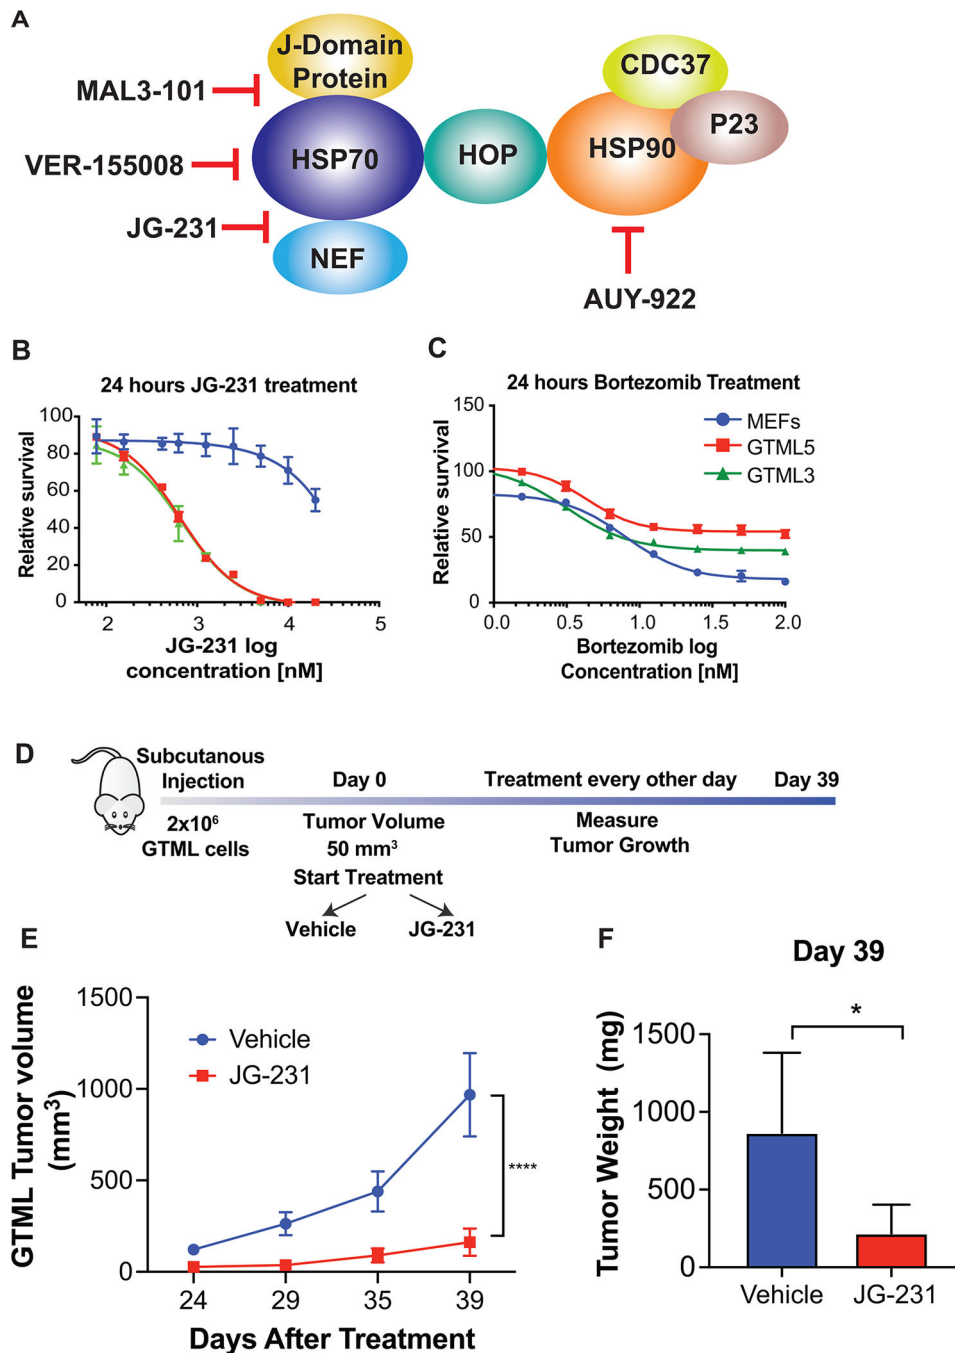 A
J-Domain
Protein
MAL3-101
HSP70
HOP
CDC37
HSP90
P23
VER-155008
JG-231
NEF
AUY-922
B
24 hours JG-231 treatment
Relative survival
100
80
60
40
20
0
2
3
4
5
JG-231 log
concentration [nM]
C
24 hours Bortezomib Treatment
Relative survival
150
100
50
0
MEFs
GTML5
GTML3
0.0
0.5
1.0
1.5
2.0
Bortezomib log
Concentration [nM]
D
Subcutanous
Injection
Day 0
Treatment every other day
Day 39
2x10⁶
GTML cells
Tumor Volume
50 mm³
Start Treatment
Measure
Tumor Growth
Vehicle
JG-231
E
GTML Tumor volume
(mm³)
1500
1000
500
0
Vehicle
JG-231
****
24
29
35
39
Days After Treatment
F
Day 39
Tumor Weight (mg)
1500
1000
500
0
*
Vehicle
JG-231